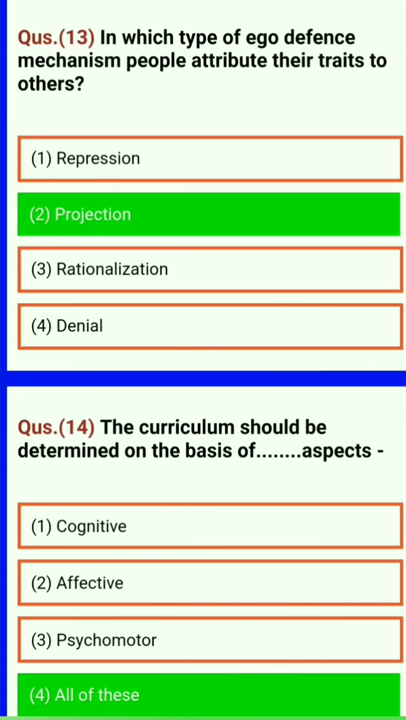 Qus.(13) In which type of ego defence
mechanism people attribute their traits to
others?
(1) Repression
(2) Projection
(3) Rationalization
(4) Denial
Qus.(14) The curriculum should be
determined on the basis of........aspects -
(1) Cognitive
(2) Affective
(3) Psychomotor
(4) All of these